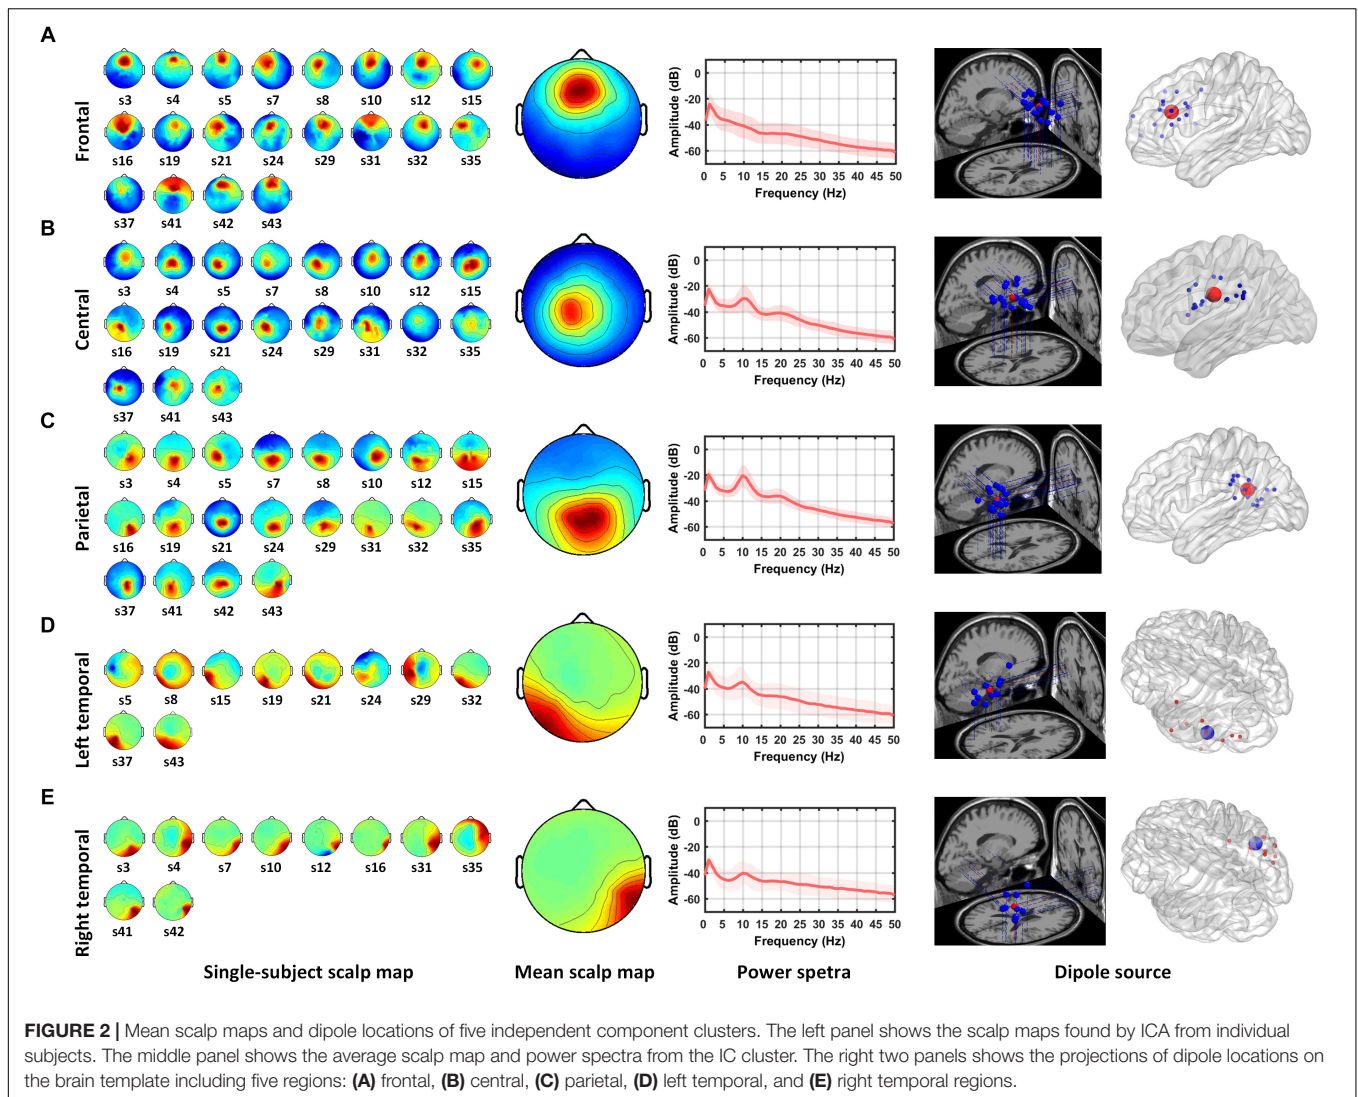 A
Frontal
s3 s4 s5 s7 s8 s10 s12 s15
s16 s19 s21 s24 s29 s31 s32 s35
s37 s41 s42 s43
Amplitude (dB)
0
-20
-40
-60
0 5 10 15 20 25 30 35 40 45 50
Frequency (Hz)
B
Central
s3 s4 s5 s7 s8 s10 s12 s15
s16 s19 s21 s24 s29 s31 s32 s35
s37 s41 s43
Amplitude (dB)
0
-20
-40
-60
0 5 10 15 20 25 30 35 40 45 50
Frequency (Hz)
C
Parietal
s3 s4 s5 s7 s8 s10 s12 s15
s16 s19 s21 s24 s29 s31 s32 s35
s37 s41 s42 s43
Amplitude (dB)
0
-20
-40
-60
0 5 10 15 20 25 30 35 40 45 50
Frequency (Hz)
D
Left temporal
s5 s8 s15 s19 s21 s24 s29 s32
s37 s43
Amplitude (dB)
0
-20
-40
-60
0 5 10 15 20 25 30 35 40 45 50
Frequency (Hz)
E
Right temporal
s3 s4 s7 s10 s12 s16 s31 s35
s41 s42
Amplitude (dB)
0
-20
-40
-60
0 5 10 15 20 25 30 35 40 45 50
Frequency (Hz)
Single-subject scalp map Mean scalp map Power spetra Dipole source
FIGURE 2 | Mean scalp maps and dipole locations of five independent component clusters. The left panel shows the scalp maps found by ICA from individual
subjects. The middle panel shows the average scalp map and power spectra from the IC cluster. The right two panels shows the projections of dipole locations on
the brain template including five regions: (A) frontal, (B) central, (C) parietal, (D) left temporal, and (E) right temporal regions.